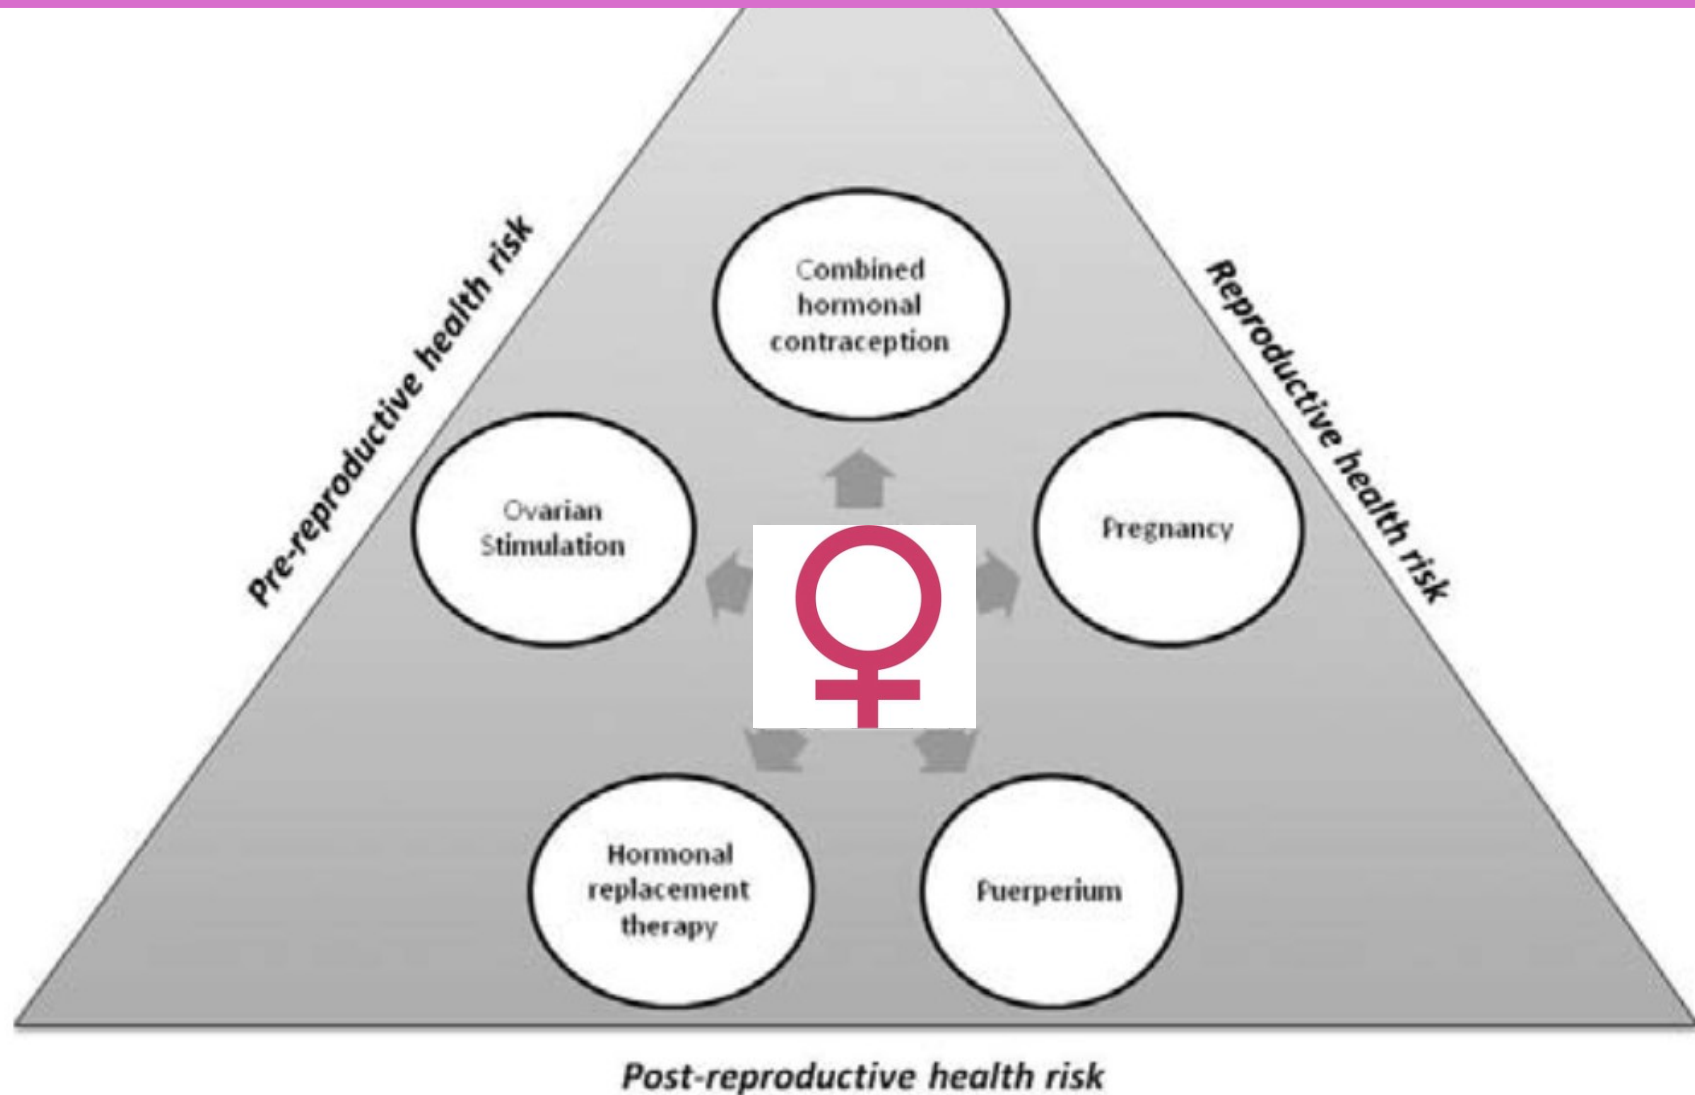 Pre-reproductive health risk
Reproductive health risk
Combined
hormonal
contraception
Ovarian
Stimulation
Pregnancy
Hormonal
replacement
therapy
Puerperium
Post-reproductive health risk